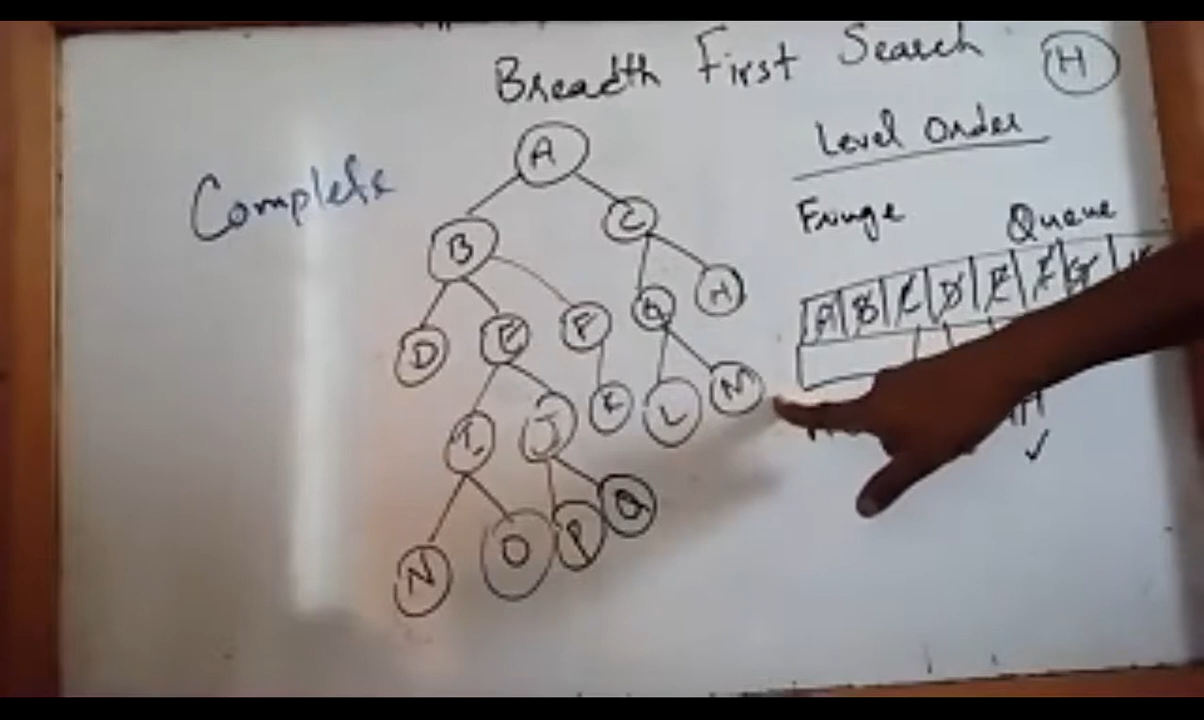 Breadth First Search
H
Level Order
Complete
A
Fringe
Queue
B
C
A B C D E F G
D
E
F
G
H
I
J
K
L
M
N
O
P
Q